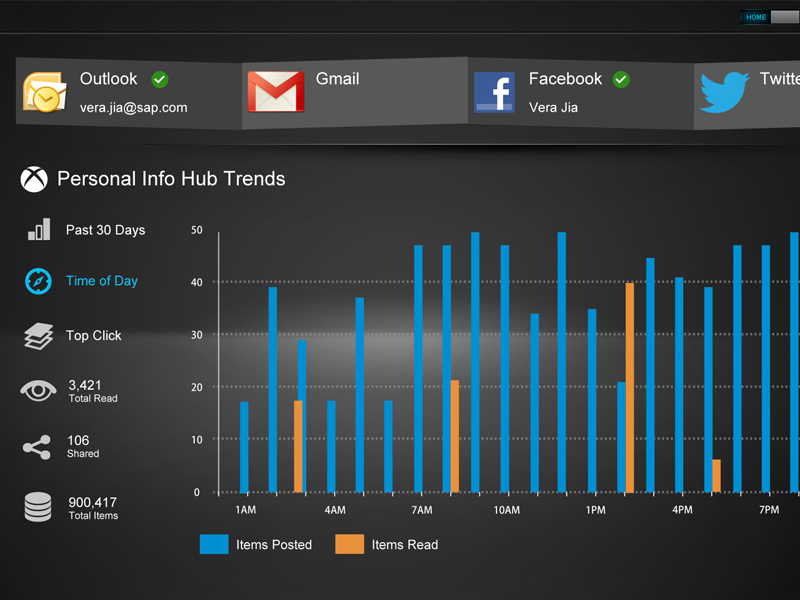 HOME
Outlook
vera.jia@sap.com
Gmail
Facebook
Vera Jia
Twitte
Personal Info Hub Trends
Past 30 Days
Time of Day
Top Click
3,421
Total Read
106
Shared
900,417
Total Items
50
40
30
20
10
0
1AM 4AM 7AM 10AM 1PM 4PM 7PM
Items Posted Items Read